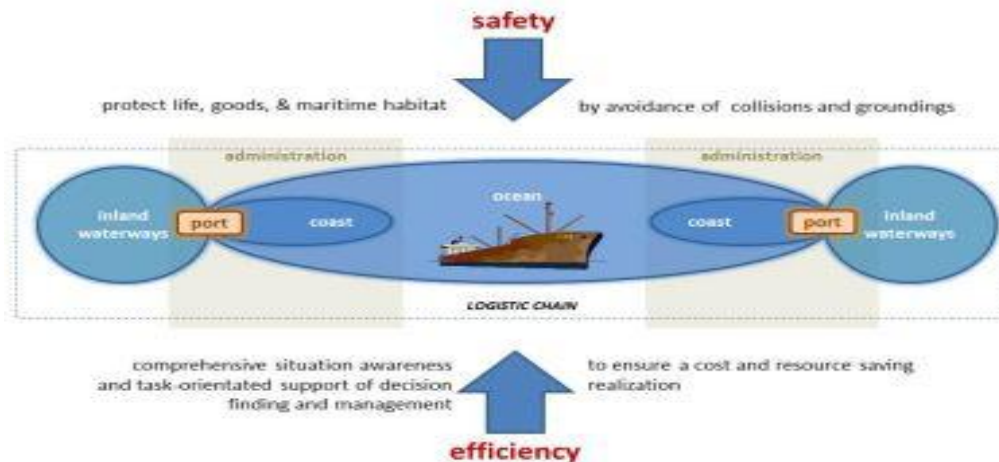 safety
protect life, goods, & maritime habitat
by avoidance of collisions and groundings
administration
administration
inland
waterways
port
coast
ocean
coast
port
inland
waterways
LOGISTIC CHAIN
comprehensive situation awareness
and task-orientated support of decision
finding and management
to ensure a cost and resource saving
realization
efficiency